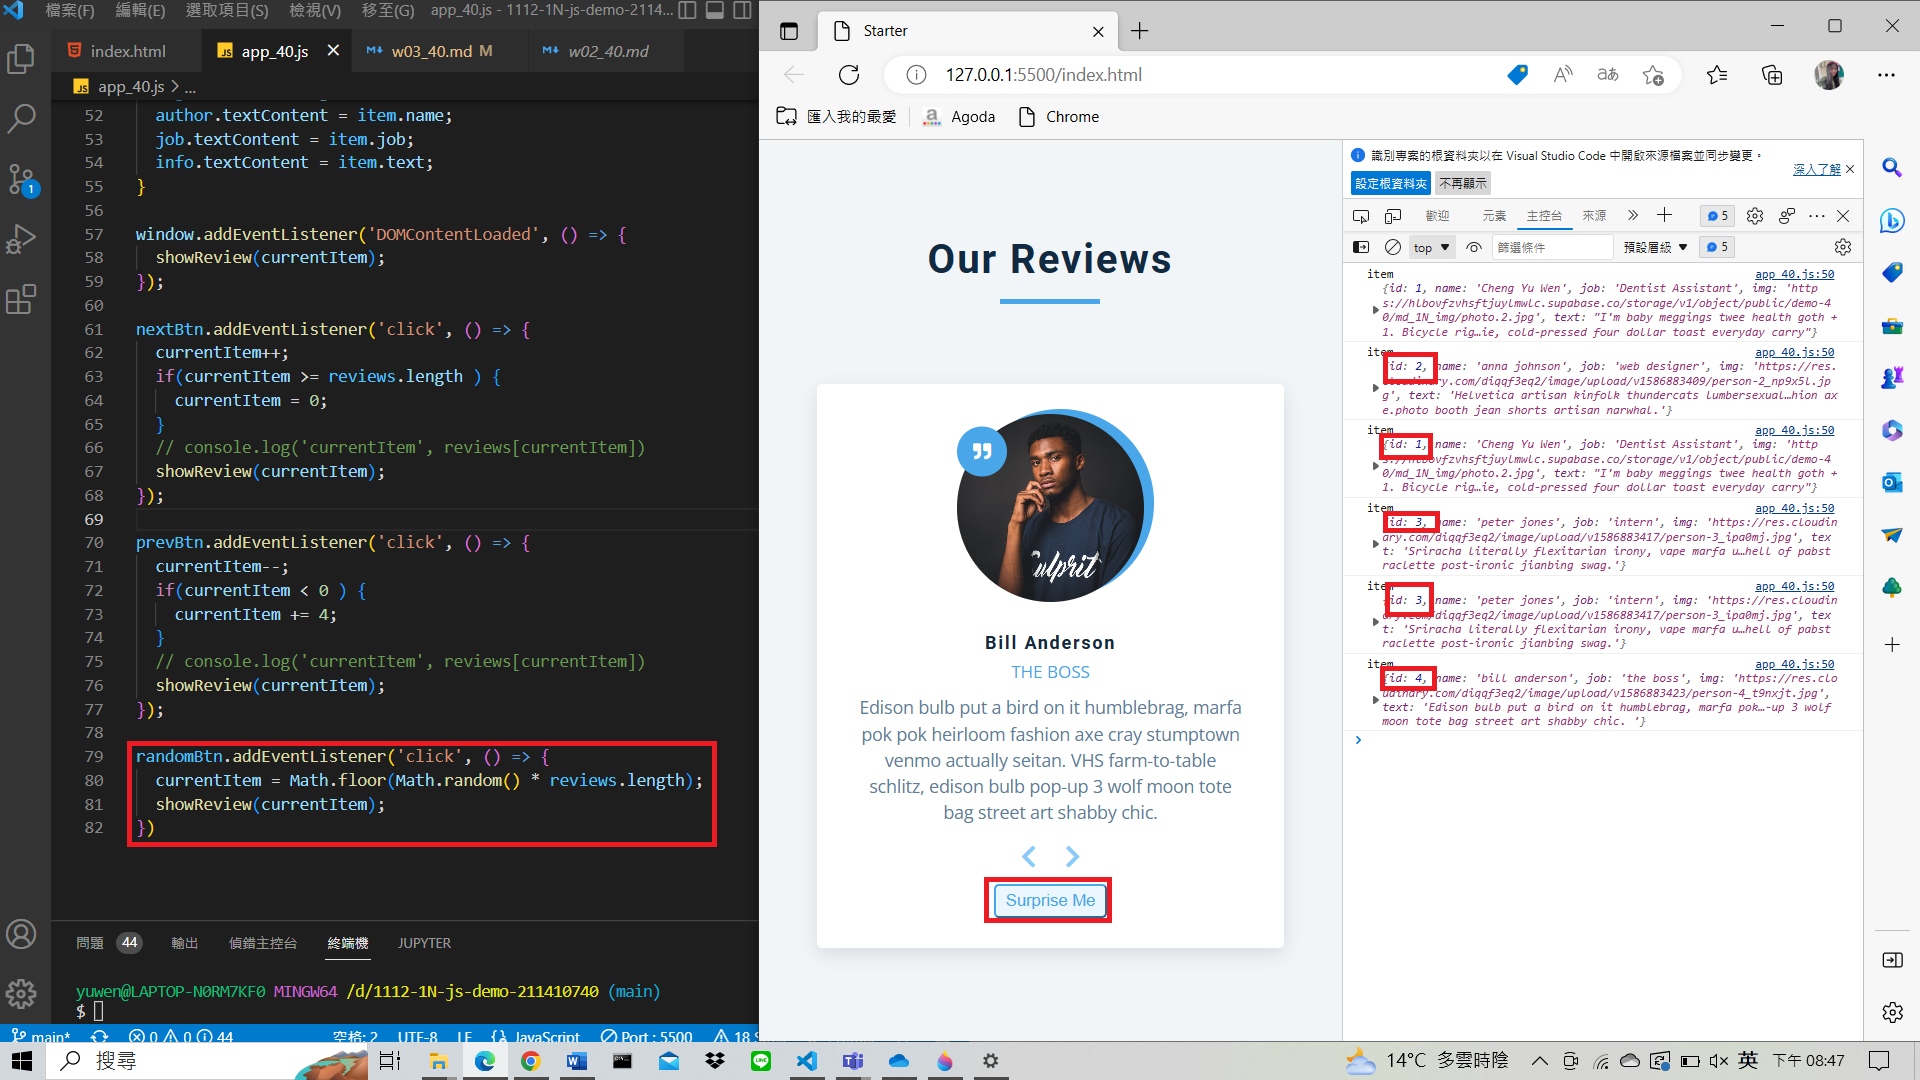 檔案(F) 編輯(E) 選取項目(S) 檢視(V) 移至(G) app_40.js - 1112-1N-js-demo-2114...
index.html app_40.js w03_40.md M w02_40.md
app_40.js > ...
52 author.textContent = item.name;
53 job.textContent = item.job;
54 info.textContent = item.text;
55 }
56
57 window.addEventListener('DOMContentLoaded', () => {
58 showReview(currentItem);
59 });
60
61 nextBtn.addEventListener('click', () => {
62 currentItem++;
63 if(currentItem >= reviews.length ) {
64 currentItem = 0;
65 }
66 // console.log('currentItem', reviews[currentItem])
67 showReview(currentItem);
68 });
69
70 prevBtn.addEventListener('click', () => {
71 currentItem--;
72 if(currentItem < 0 ) {
73 currentItem += 4;
74 }
75 // console.log('currentItem', reviews[currentItem])
76 showReview(currentItem);
77 });
78
79 randomBtn.addEventListener('click', () => {
80 currentItem = Math.floor(Math.random() * reviews.length);
81 showReview(currentItem);
82 })
問題 44 輸出 偵錯主控台 終端機 JUPYTER
yuwen@LAPTOP-N0RM7KF0 MINGW64 /d/1112-1N-js-demo-211410740 (main)
$
main* 0 0 44 空格: 2 UTF-8 LF {} JavaScript Port : 5500 18
Starter
127.0.0.1:5500/index.html
匯入我的最愛 Agoda Chrome
Our Reviews
Culprit
Bill Anderson
THE BOSS
Edison bulb put a bird on it humblebrag, marfa
pok pok heirloom fashion axe cray stumptown
venmo actually seitan. VHS farm-to-table
schlitz, edison bulb pop-up 3 wolf moon tote
bag street art shabby chic.
Surprise Me
識別專案的根資料夾以在 Visual Studio Code 中開啟來源檔案並同步變更。
深入了解
設定根資料夾 不再顯示
歡迎 元素 主控台 來源 5
top 篩選條件 預設層級 5
item app_40.js:50
{id: 1, name: 'Cheng Yu Wen', job: 'Dentist Assistant', img: 'http
s://hlbovfzvhsftjuylmwlc.supabase.co/storage/v1/object/public/demo-4
0/md_1N_img/photo.2.jpg', text: "I'm baby meggings twee health goth +
1. Bicycle rig…ie, cold-pressed four dollar toast everyday carry"}
item app_40.js:50
{id: 2, name: 'anna johnson', job: 'web designer', img: 'https://res.
cloudinary.com/diqqf3eq2/image/upload/v1586883409/person-2_np9x5l.jp
g', text: 'Helvetica artisan kinfolk thundercats lumbersexual…hion ax
e.photo booth jean shorts artisan narwhal.'}
item app_40.js:50
{id: 1, name: 'Cheng Yu Wen', job: 'Dentist Assistant', img: 'http
s://hlbovfzvhsftjuylmwlc.supabase.co/storage/v1/object/public/demo-4
0/md_1N_img/photo.2.jpg', text: "I'm baby meggings twee health goth +
1. Bicycle rig…ie, cold-pressed four dollar toast everyday carry"}
item app_40.js:50
{id: 3, name: 'peter jones', job: 'intern', img: 'https://res.cloudin
ary.com/diqqf3eq2/image/upload/v1586883417/person-3_ipa0mj.jpg', tex
t: 'Sriracha literally flexitarian irony, vape marfa u…hell of pabst
raclette post-ironic jianbing swag.'}
item app_40.js:50
{id: 3, name: 'peter jones', job: 'intern', img: 'https://res.cloudin
ary.com/diqqf3eq2/image/upload/v1586883417/person-3_ipa0mj.jpg', tex
t: 'Sriracha literally flexitarian irony, vape marfa u…hell of pabst
raclette post-ironic jianbing swag.'}
item app_40.js:50
{id: 4, name: 'bill anderson', job: 'the boss', img: 'https://res.clo
udinary.com/diqqf3eq2/image/upload/v1586883423/person-4_t9nxjt.jpg',
text: 'Edison bulb put a bird on it humblebrag, marfa pok…-up 3 wolf
moon tote bag street art shabby chic. '}
搜尋
14°C 多雲時陰 英 下午 08:47